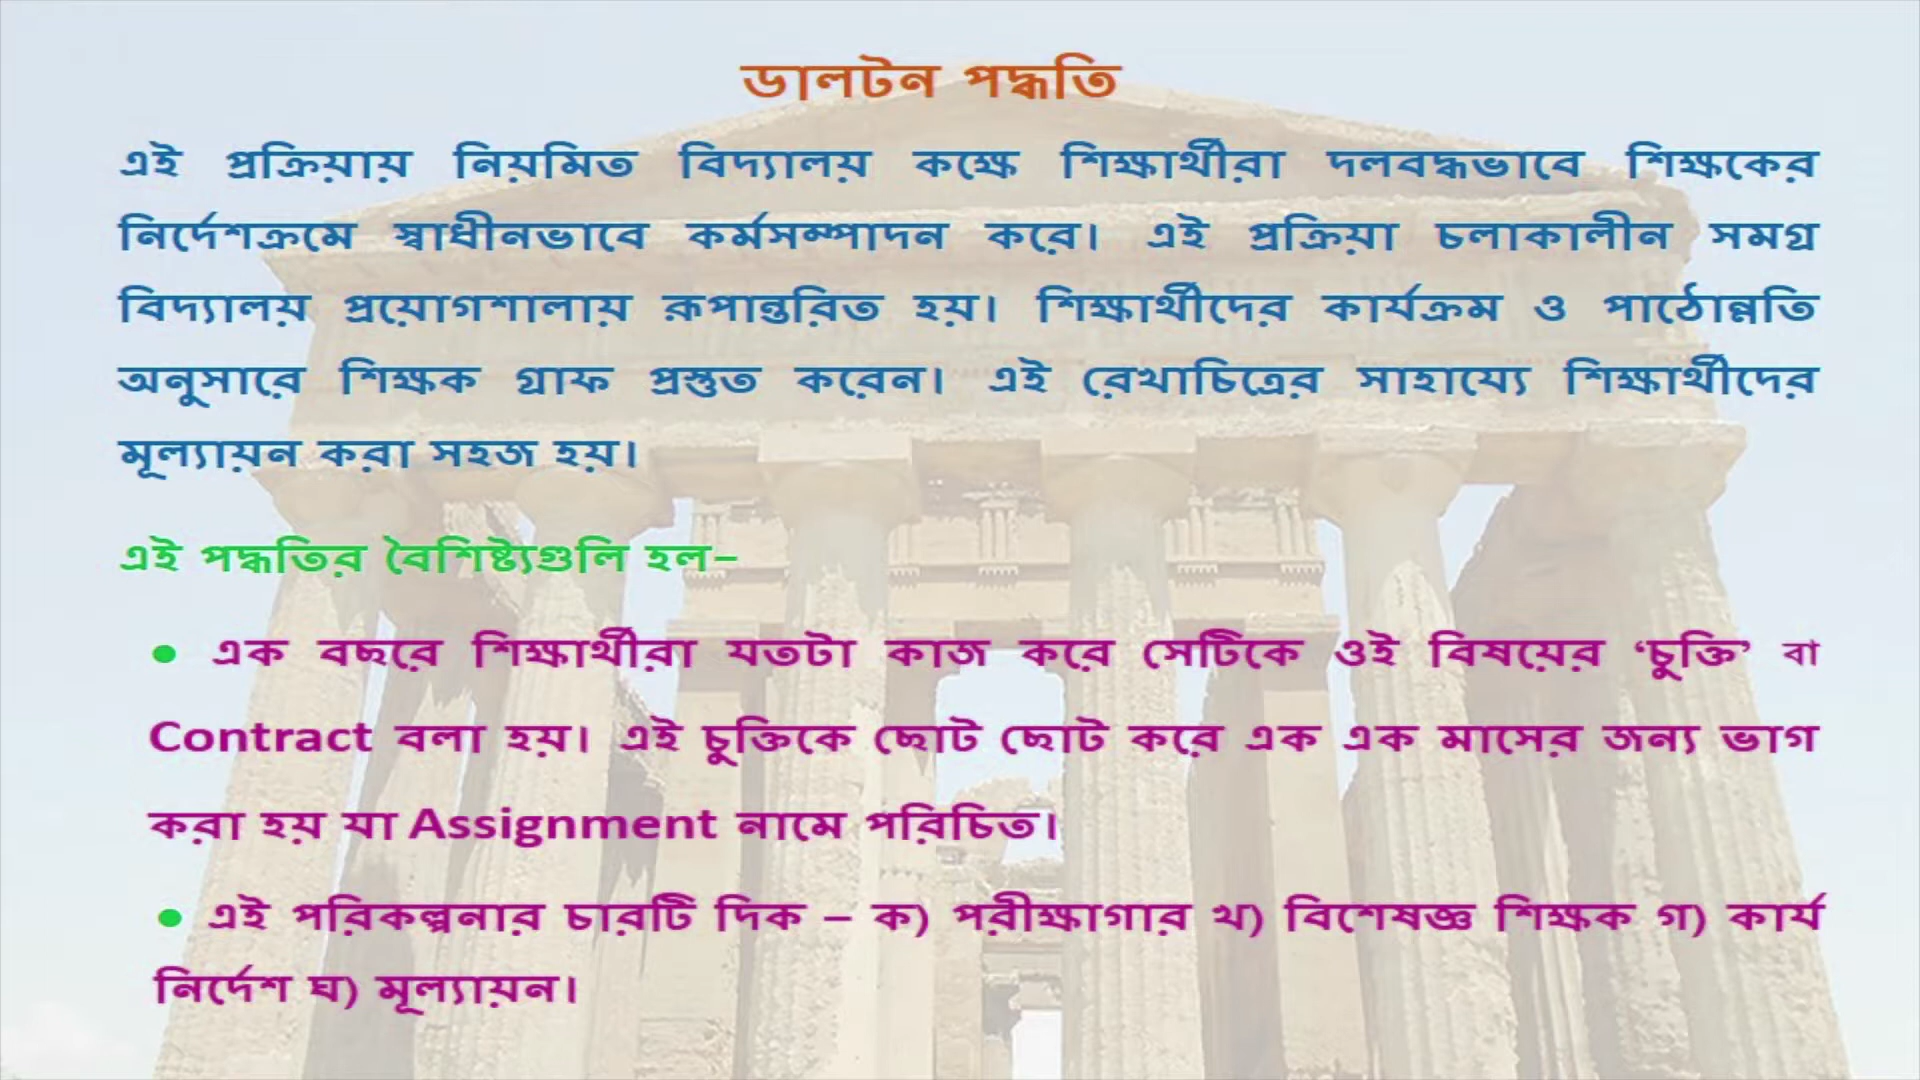 ডালটন পদ্ধতি
এই প্রক্রিয়ায় নিয়মিত বিদ্যালয় কক্ষে শিক্ষার্থীরা দলবদ্ধভাবে শিক্ষকের
নির্দেশক্রমে স্বাধীনভাবে কর্মসম্পাদন করে। এই প্রক্রিয়া চলাকালীন সমগ্র
বিদ্যালয় প্রয়োগশালায় রূপান্তরিত হয়। শিক্ষার্থীদের কার্যক্রম ও পাঠোন্নতি
অনুসারে শিক্ষক গ্রাফ প্রস্তুত করেন। এই রেখাচিত্রের সাহায্যে শিক্ষার্থীদের
মূল্যায়ন করা সহজ হয়।
এই পদ্ধতির বৈশিষ্ট্যগুলি হল–
• এক বছরে শিক্ষার্থীরা যতটা কাজ করে সেটিকে ওই বিষয়ের ‘চুক্তি’ বা
Contract বলা হয়। এই চুক্তিকে ছোট ছোট করে এক এক মাসের জন্য ভাগ
করা হয় যা Assignment নামে পরিচিত।
• এই পরিকল্পনার চারটি দিক – ক) পরীক্ষাগার খ) বিশেষজ্ঞ শিক্ষক গ) কার্য
নির্দেশ ঘ) মূল্যায়ন।